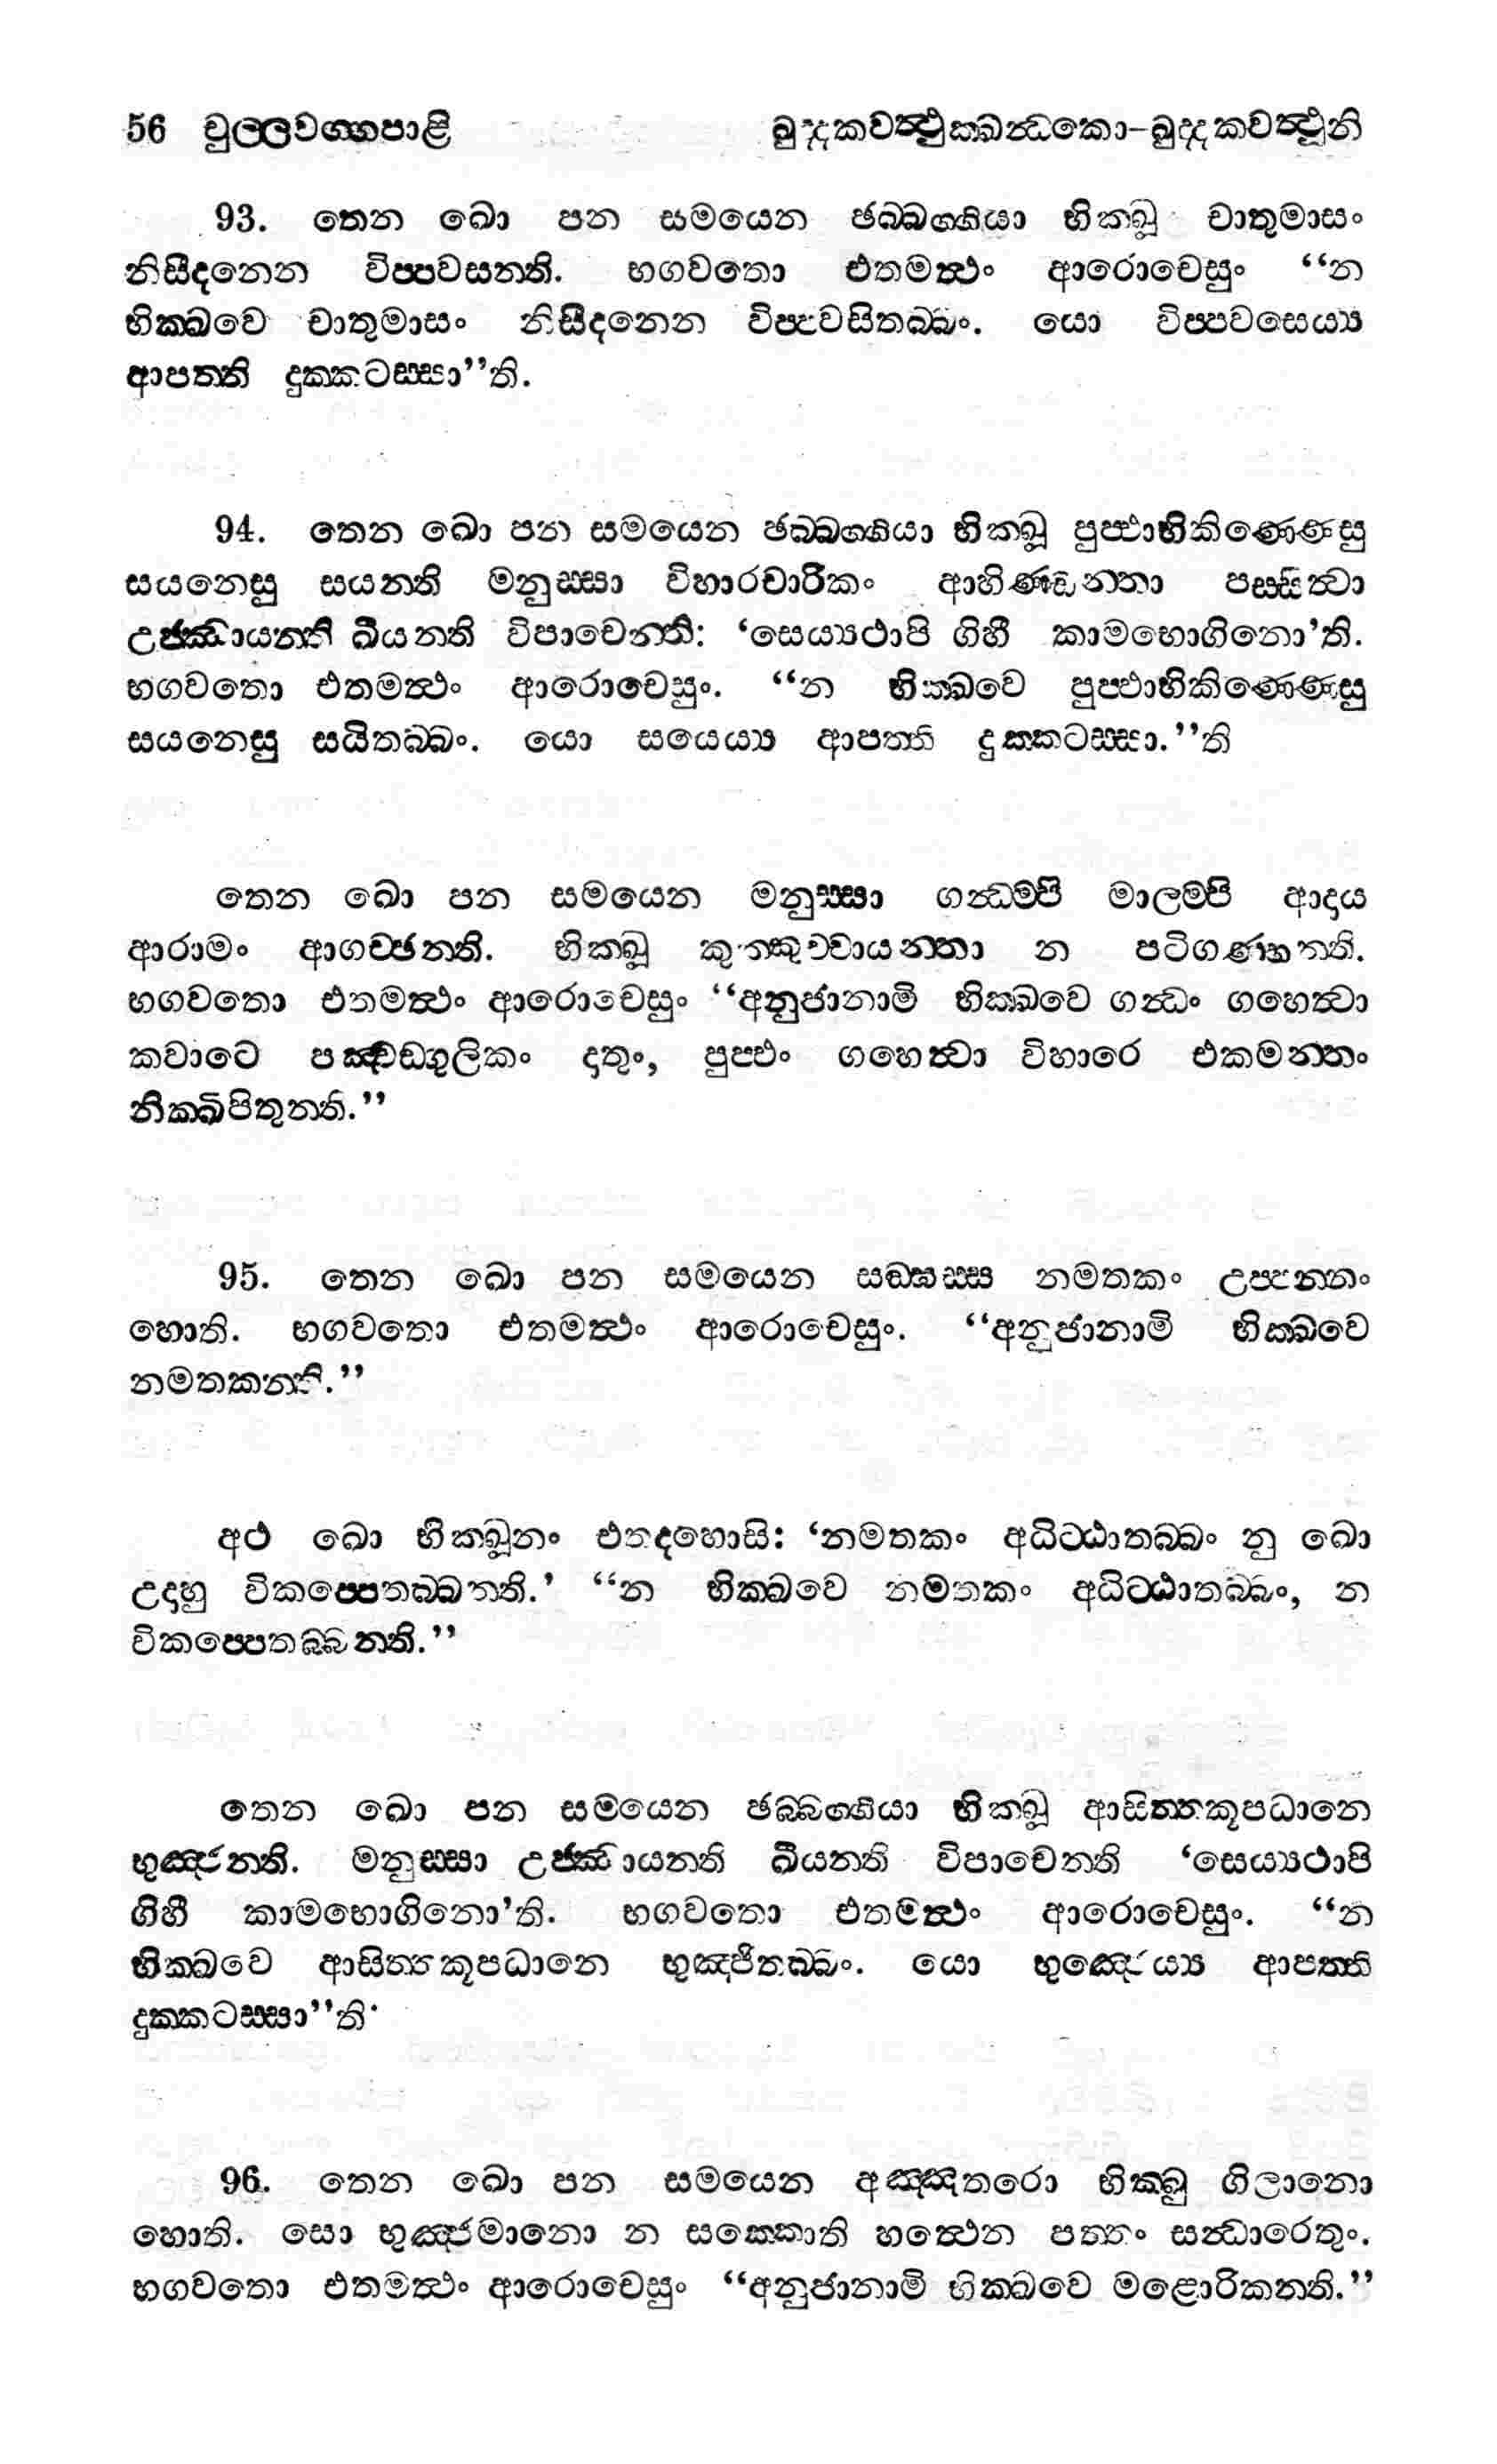 56 චුල්ලවග්ගපාළි ඛුද්දකවත්ථුක්ඛන්ධකො-ඛුද්දකවත්ථූනි
93. තෙන ඛො පන සමයෙන ඡබ්බග්ගියා භික්ඛූ චාතුමාසං
නිසීදනෙන විප්පවසන්ති. භගවතො එතමත්ථං ආරොචෙසුං “න
භික්ඛවෙ චාතුමාසං නිසීදනෙන විප්පවසිතබ්බං. යො විප්පවසෙය්‍ය
ආපත්ති දුක්කටස්සා”ති.
94. තෙන ඛො පන සමයෙන ඡබ්බග්ගියා භික්ඛූ පුප්ඵාභිකිණ්ණෙසු
සයනෙසු සයන්ති මනුස්සා විහාරචාරිකං ආහිණ්ඩන්තා පස්සිත්වා
උජ්ඣායන්ති ඛීයන්ති විපාචෙන්ති: ‘සෙය්‍යථාපි ගිහී කාමභොගිනො’ති.
භගවතො එතමත්ථං ආරොචෙසුං. “න භික්ඛවෙ පුප්ඵාභිකිණ්ණෙසු
සයනෙසු සයිතබ්බං. යො සයෙය්‍ය ආපත්ති දුක්කටස්සා.”ති
තෙන ඛො පන සමයෙන මනුස්සා ගන්ධම්පි මාලම්පි ආදාය
ආරාමං ආගච්ඡන්ති. භික්ඛූ කුක්කුච්චායන්තා න පටිගණ්හන්ති.
භගවතො එතමත්ථං ආරොචෙසුං “අනුජානාමි භික්ඛවෙ ගන්ධං ගහෙත්වා
කවාටෙ පඤ්චඞ්ගුලිකං දාතුං, පුප්ඵං ගහෙත්වා විහාරෙ එකමන්තං
නික්ඛිපිතුන්ති.”
95. තෙන ඛො පන සමයෙන සඞ්ඝස්ස නමතකං උප්පන්නං
හොති. භගවතො එතමත්ථං ආරොචෙසුං. “අනුජානාමි භික්ඛවෙ
නමතකන්ති.”
අථ ඛො භික්ඛූනං එතදහොසි: ‘නමතකං අධිට්ඨාතබ්බං නු ඛො
උදාහු විකප්පෙතබ්බන්ති.’ “න භික්ඛවෙ නමතකං අධිට්ඨාතබ්බං, න
විකප්පෙතබ්බන්ති.”
තෙන ඛො පන සමයෙන ඡබ්බග්ගියා භික්ඛූ ආසිත්තකූපධානෙ
භුඤ්ජන්ති. මනුස්සා උජ්ඣායන්ති ඛීයන්ති විපාචෙන්ති ‘සෙය්‍යථාපි
ගිහී කාමභොගිනො’ති. භගවතො එතමත්ථං ආරොචෙසුං. “න
භික්ඛවෙ ආසිත්තකූපධානෙ භුඤ්ජිතබ්බං. යො භුඤ්ජෙය්‍ය ආපත්ති
දුක්කටස්සා”ති.
96. තෙන ඛො පන සමයෙන අඤ්ඤතරො භික්ඛු ගිලානො
හොති. සො භුඤ්ජමානො න සක්කොති හත්ථෙන පත්තං සන්ධාරෙතුං.
භගවතො එතමත්ථං ආරොචෙසුං “අනුජානාමි භික්ඛවෙ මළොරිකන්ති.”